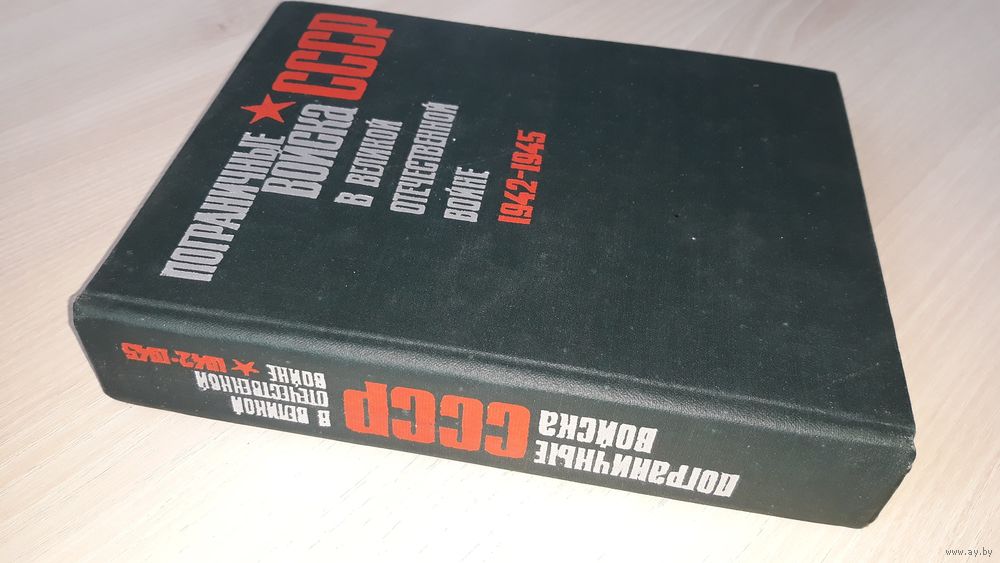 ПОГРАНИЧНЫЕ
ВОЙСКА СССР
В ВЕЛИКОЙ
ОТЕЧЕСТВЕННОЙ
ВОЙНЕ
1942-1945
ПОГРАНИЧНЫЕ
ВОЙСКА
СССР
В ВЕЛИКОЙ
ОТЕЧЕСТВЕННОЙ
ВОЙНЕ
1942-1945
www.ay.by